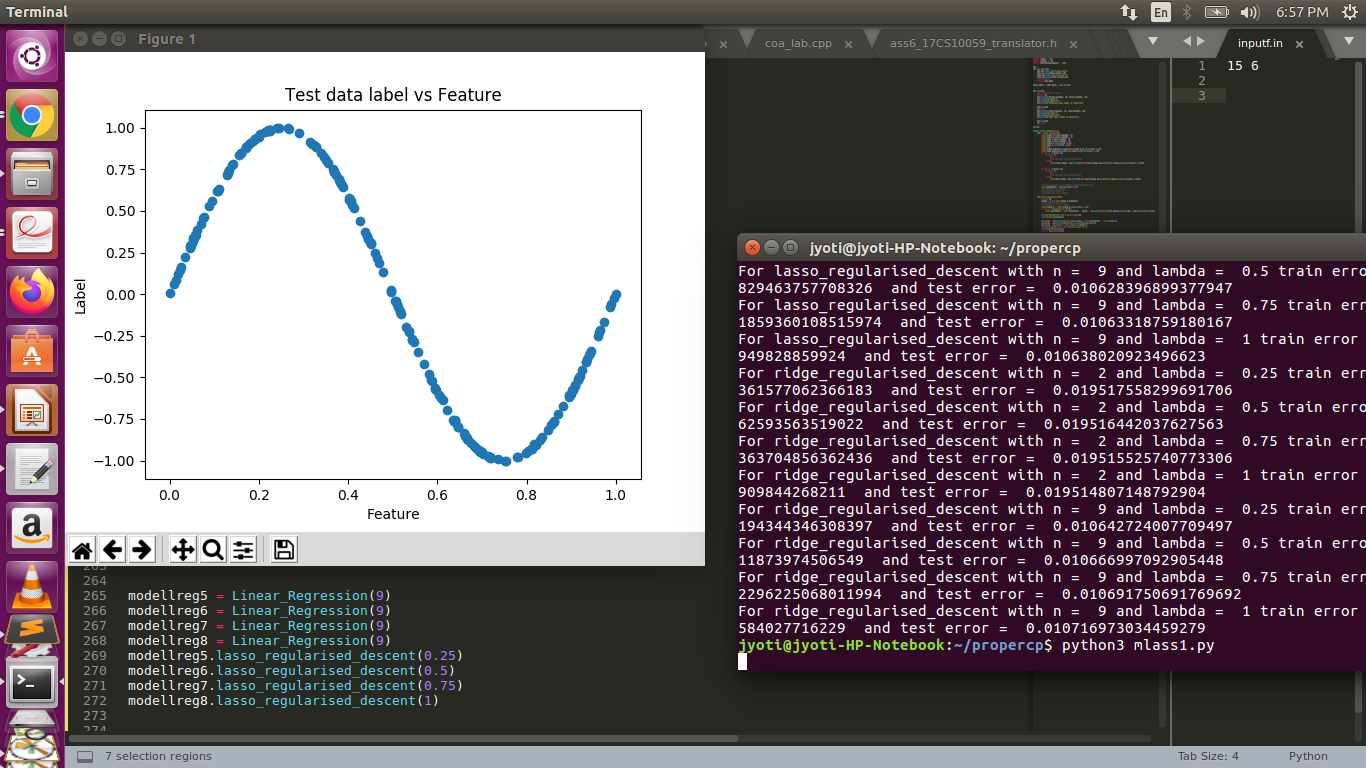 Terminal
En
6:57 PM
Figure 1
coa_lab.cpp
ass6_17CS10059_translator.h
inputf.in
1 15 6
2
3
Test data label vs Feature
1.00
0.75
0.50
0.25
0.00
−0.25
−0.50
−0.75
−1.00
Label
0.0 0.2 0.4 0.6 0.8 1.0
Feature
jyoti@jyoti-HP-Notebook: ~/propercp
For lasso_regularised_descent with n =  9 and lambda =  0.5 train erro
829463757708326  and test error =  0.010628396899377947
For lasso_regularised_descent with n =  9 and lambda =  0.75 train err
1859360108515974  and test error =  0.01063318759180167
For lasso_regularised_descent with n =  9 and lambda =  1 train error
949828859924  and test error =  0.010638020923496623
For ridge_regularised_descent with n =  2 and lambda =  0.25 train err
361577062366183  and test error =  0.019517558299691706
For ridge_regularised_descent with n =  2 and lambda =  0.5 train erro
62593563519022  and test error =  0.019516442037627563
For ridge_regularised_descent with n =  2 and lambda =  0.75 train err
363704856362436  and test error =  0.019515525740773306
For ridge_regularised_descent with n =  2 and lambda =  1 train error
909844268211  and test error =  0.019514807148792904
For ridge_regularised_descent with n =  9 and lambda =  0.25 train err
194344346308397  and test error =  0.010642724007709497
For ridge_regularised_descent with n =  9 and lambda =  0.5 train erro
11873974506549  and test error =  0.010666997092905448
For ridge_regularised_descent with n =  9 and lambda =  0.75 train err
2296225068011994  and test error =  0.010691750691769692
For ridge_regularised_descent with n =  9 and lambda =  1 train error
584027716229  and test error =  0.010716973034459279
jyoti@jyoti-HP-Notebook:~/propercp$ python3 mlass1.py
263
264
265 modellreg5 = Linear_Regression(9)
266 modellreg6 = Linear_Regression(9)
267 modellreg7 = Linear_Regression(9)
268 modellreg8 = Linear_Regression(9)
269 modellreg5.lasso_regularised_descent(0.25)
270 modellreg6.lasso_regularised_descent(0.5)
271 modellreg7.lasso_regularised_descent(0.75)
272 modellreg8.lasso_regularised_descent(1)
273
274
7 selection regions
Tab Size: 4
Python